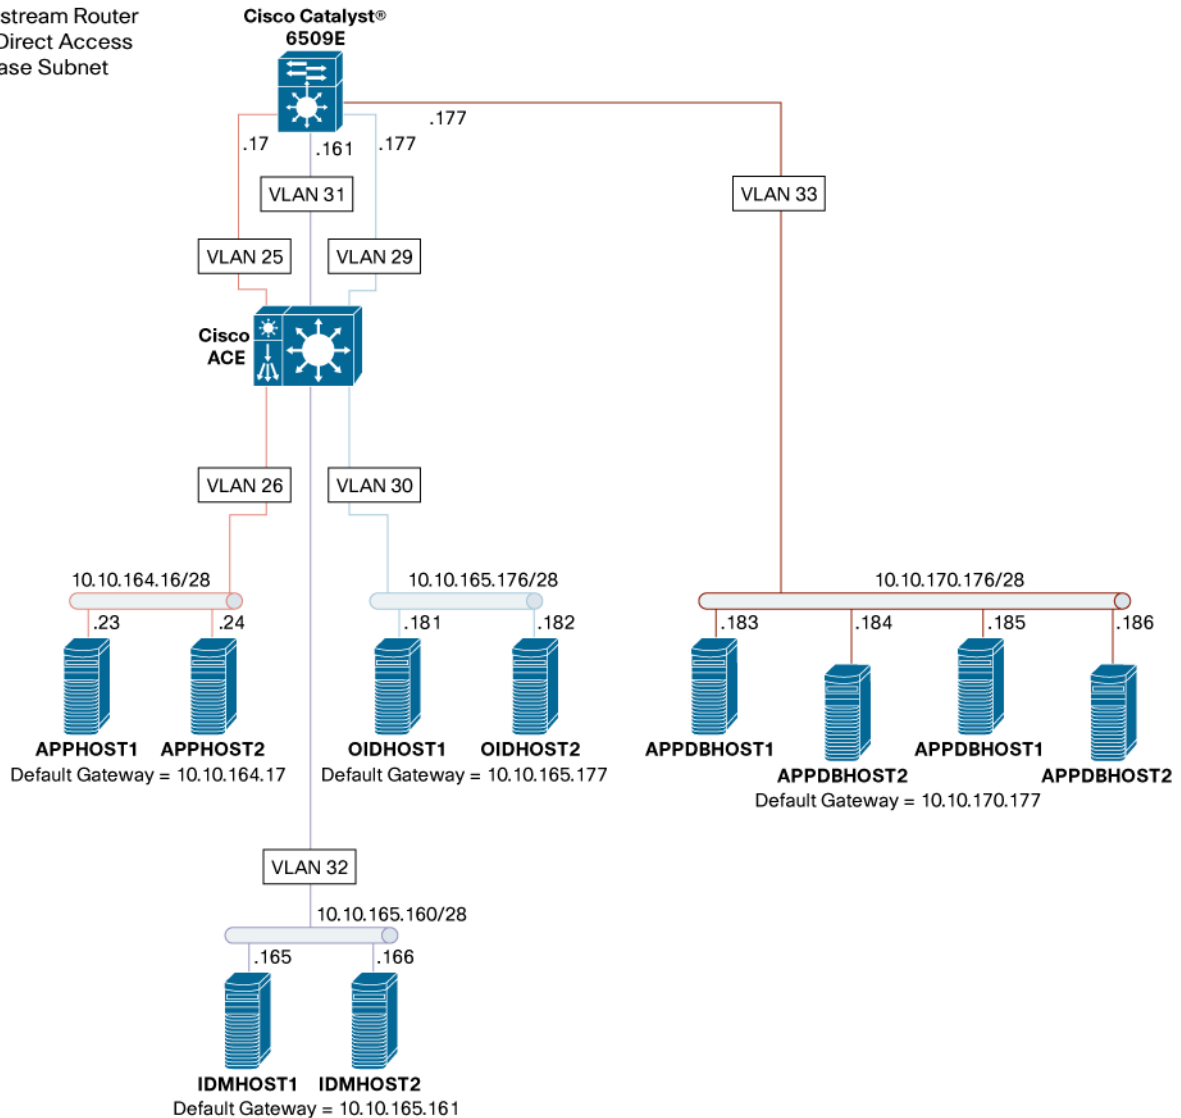 stream Router
Direct Access
ase Subnet
Cisco Catalyst®
6509E
.17
.161
.177
.177
VLAN 31
VLAN 33
VLAN 25
VLAN 29
Cisco
ACE
VLAN 26
VLAN 30
10.10.164.16/28
10.10.165.176/28
10.10.170.176/28
.23
.24
.181
.182
.183
.184
.185
.186
APPHOST1
APPHOST2
OIDHOST1
OIDHOST2
APPDBHOST1
APPDBHOST1
Default Gateway = 10.10.164.17
Default Gateway = 10.10.165.177
APPDBHOST2
APPDBHOST2
Default Gateway = 10.10.170.177
VLAN 32
10.10.165.160/28
.165
.166
IDMHOST1
IDMHOST2
Default Gateway = 10.10.165.161